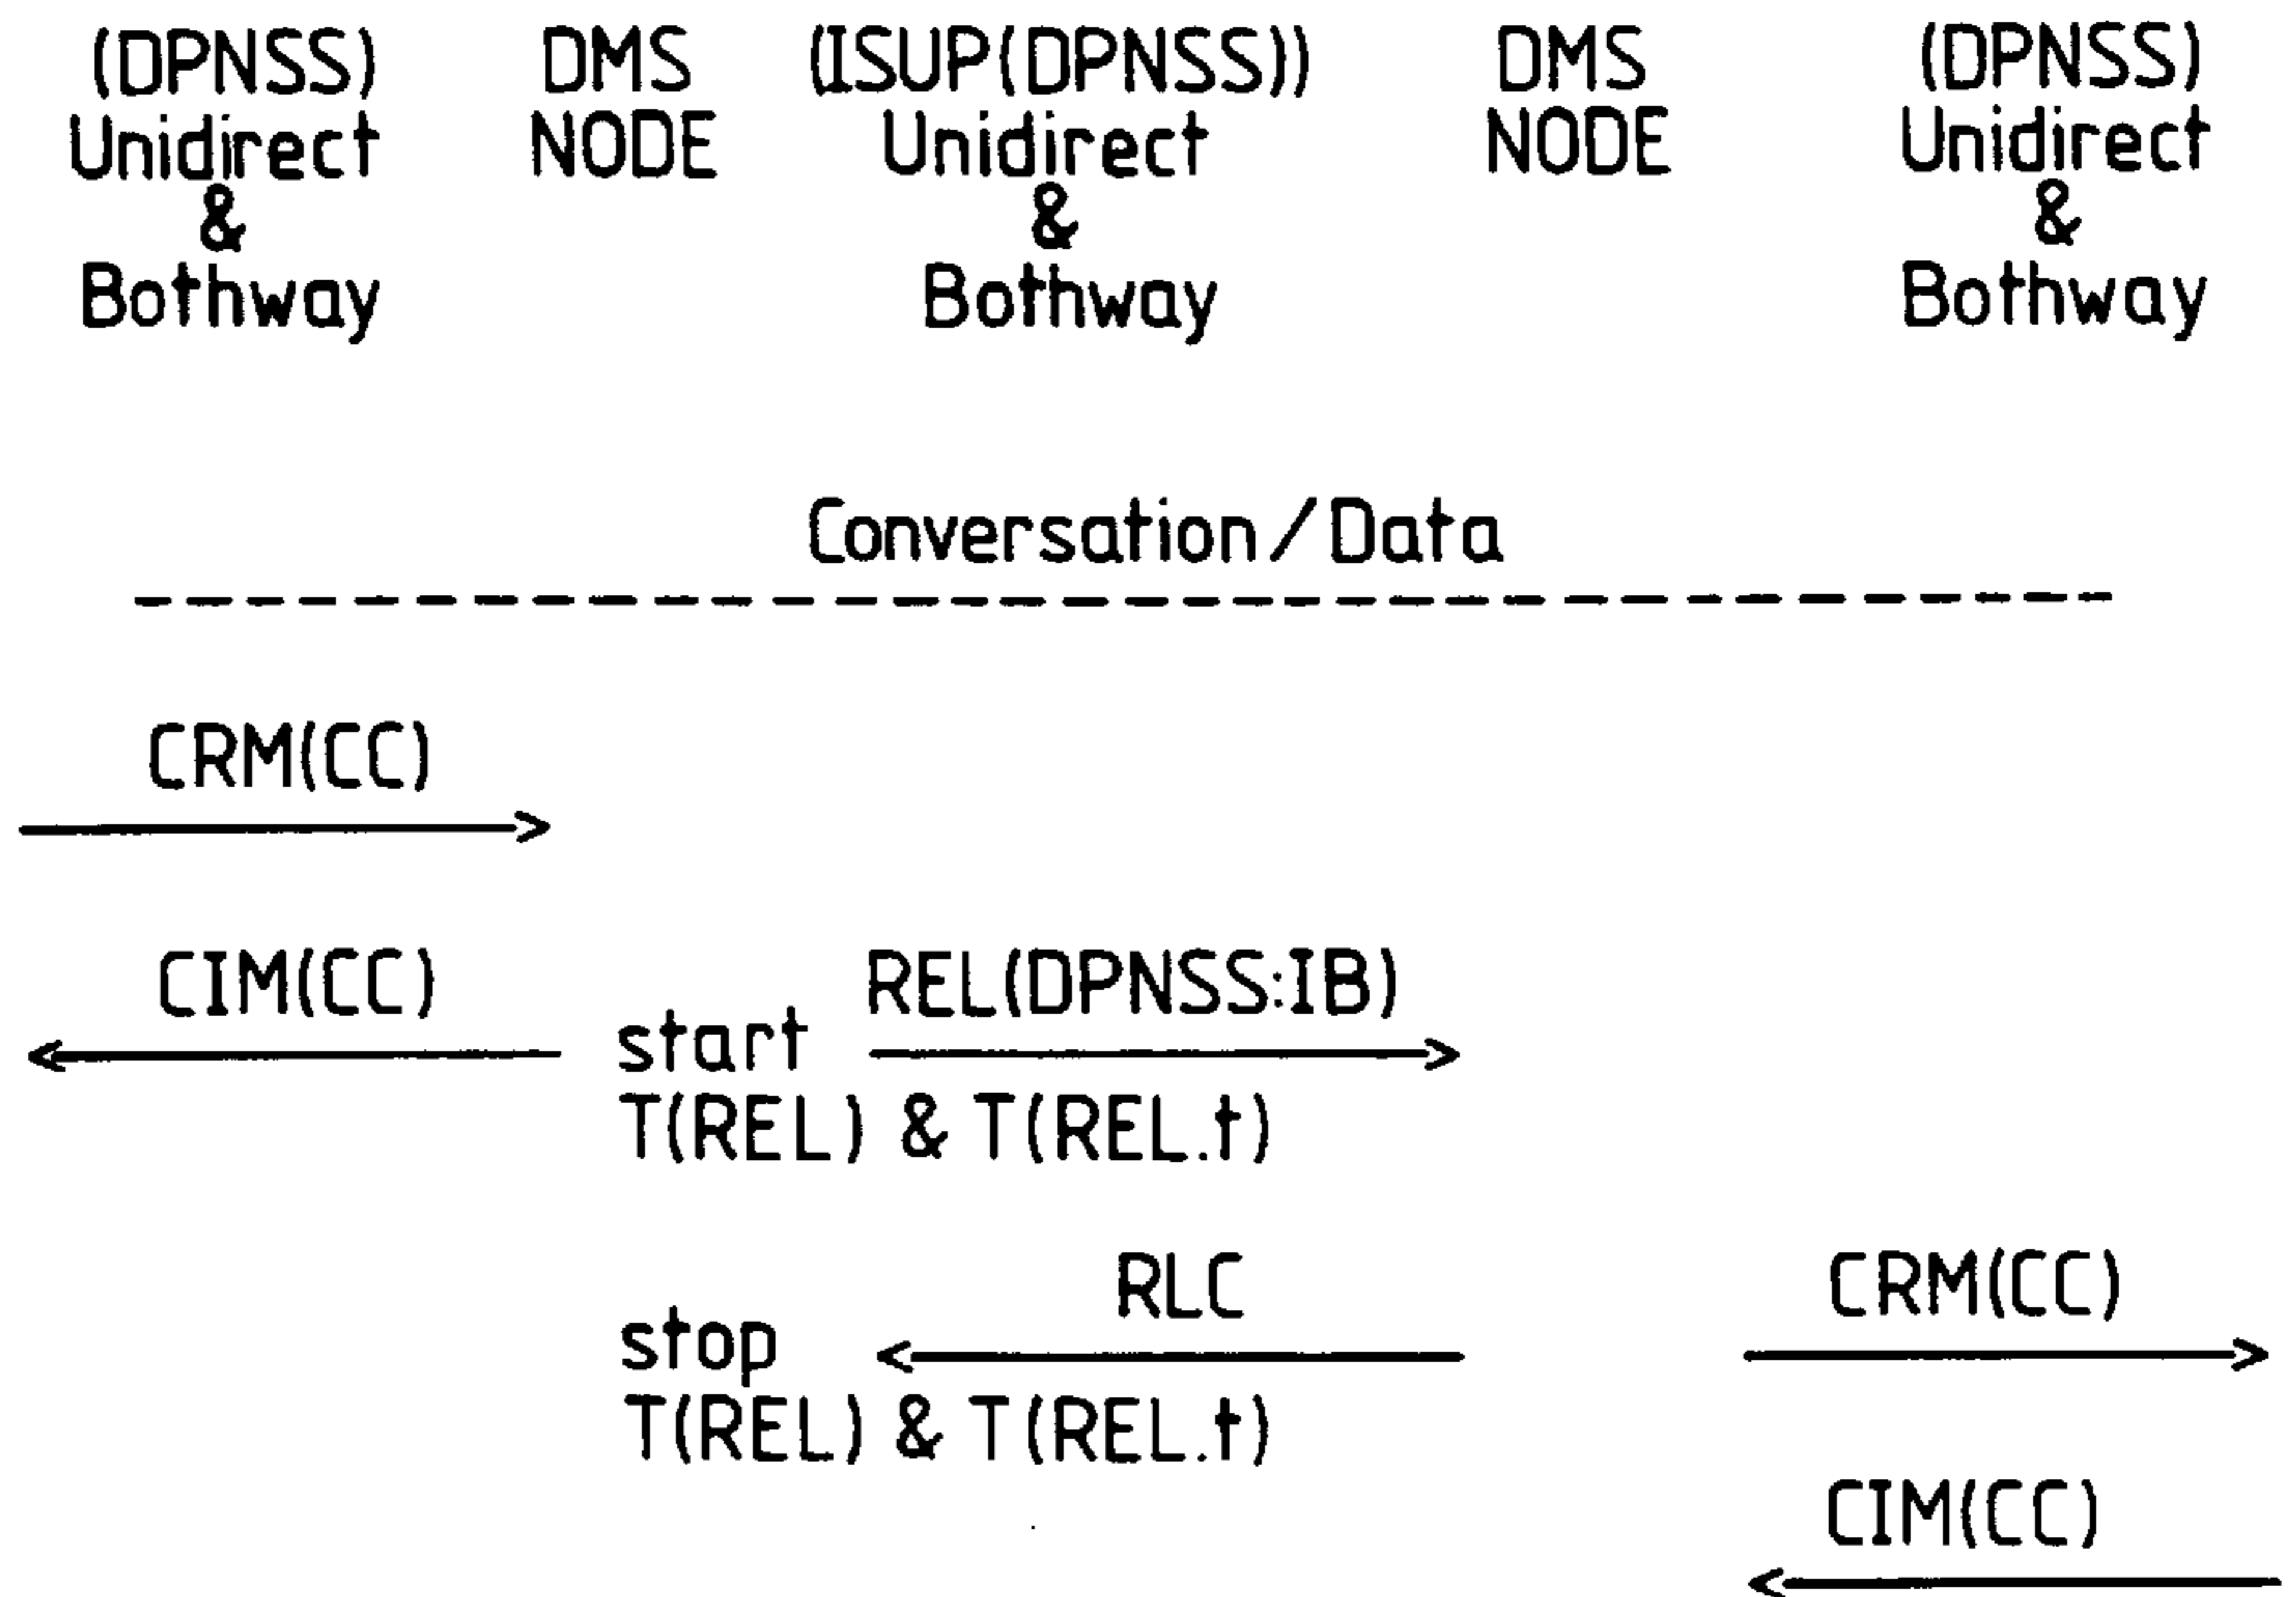 (DPNSS) DMS (ISUP(DPNSS)) DMS (DPNSS)
Unidirect NODE Unidirect NODE Unidirect
& & &
Bothway Bothway Bothway
Conversation/Data
CRM(CC)
CIM(CC) REL(DPNSS:IB)
start
T(REL) & T(REL.t)
RLC CRM(CC)
stop
T(REL) & T(REL.t)
CIM(CC)